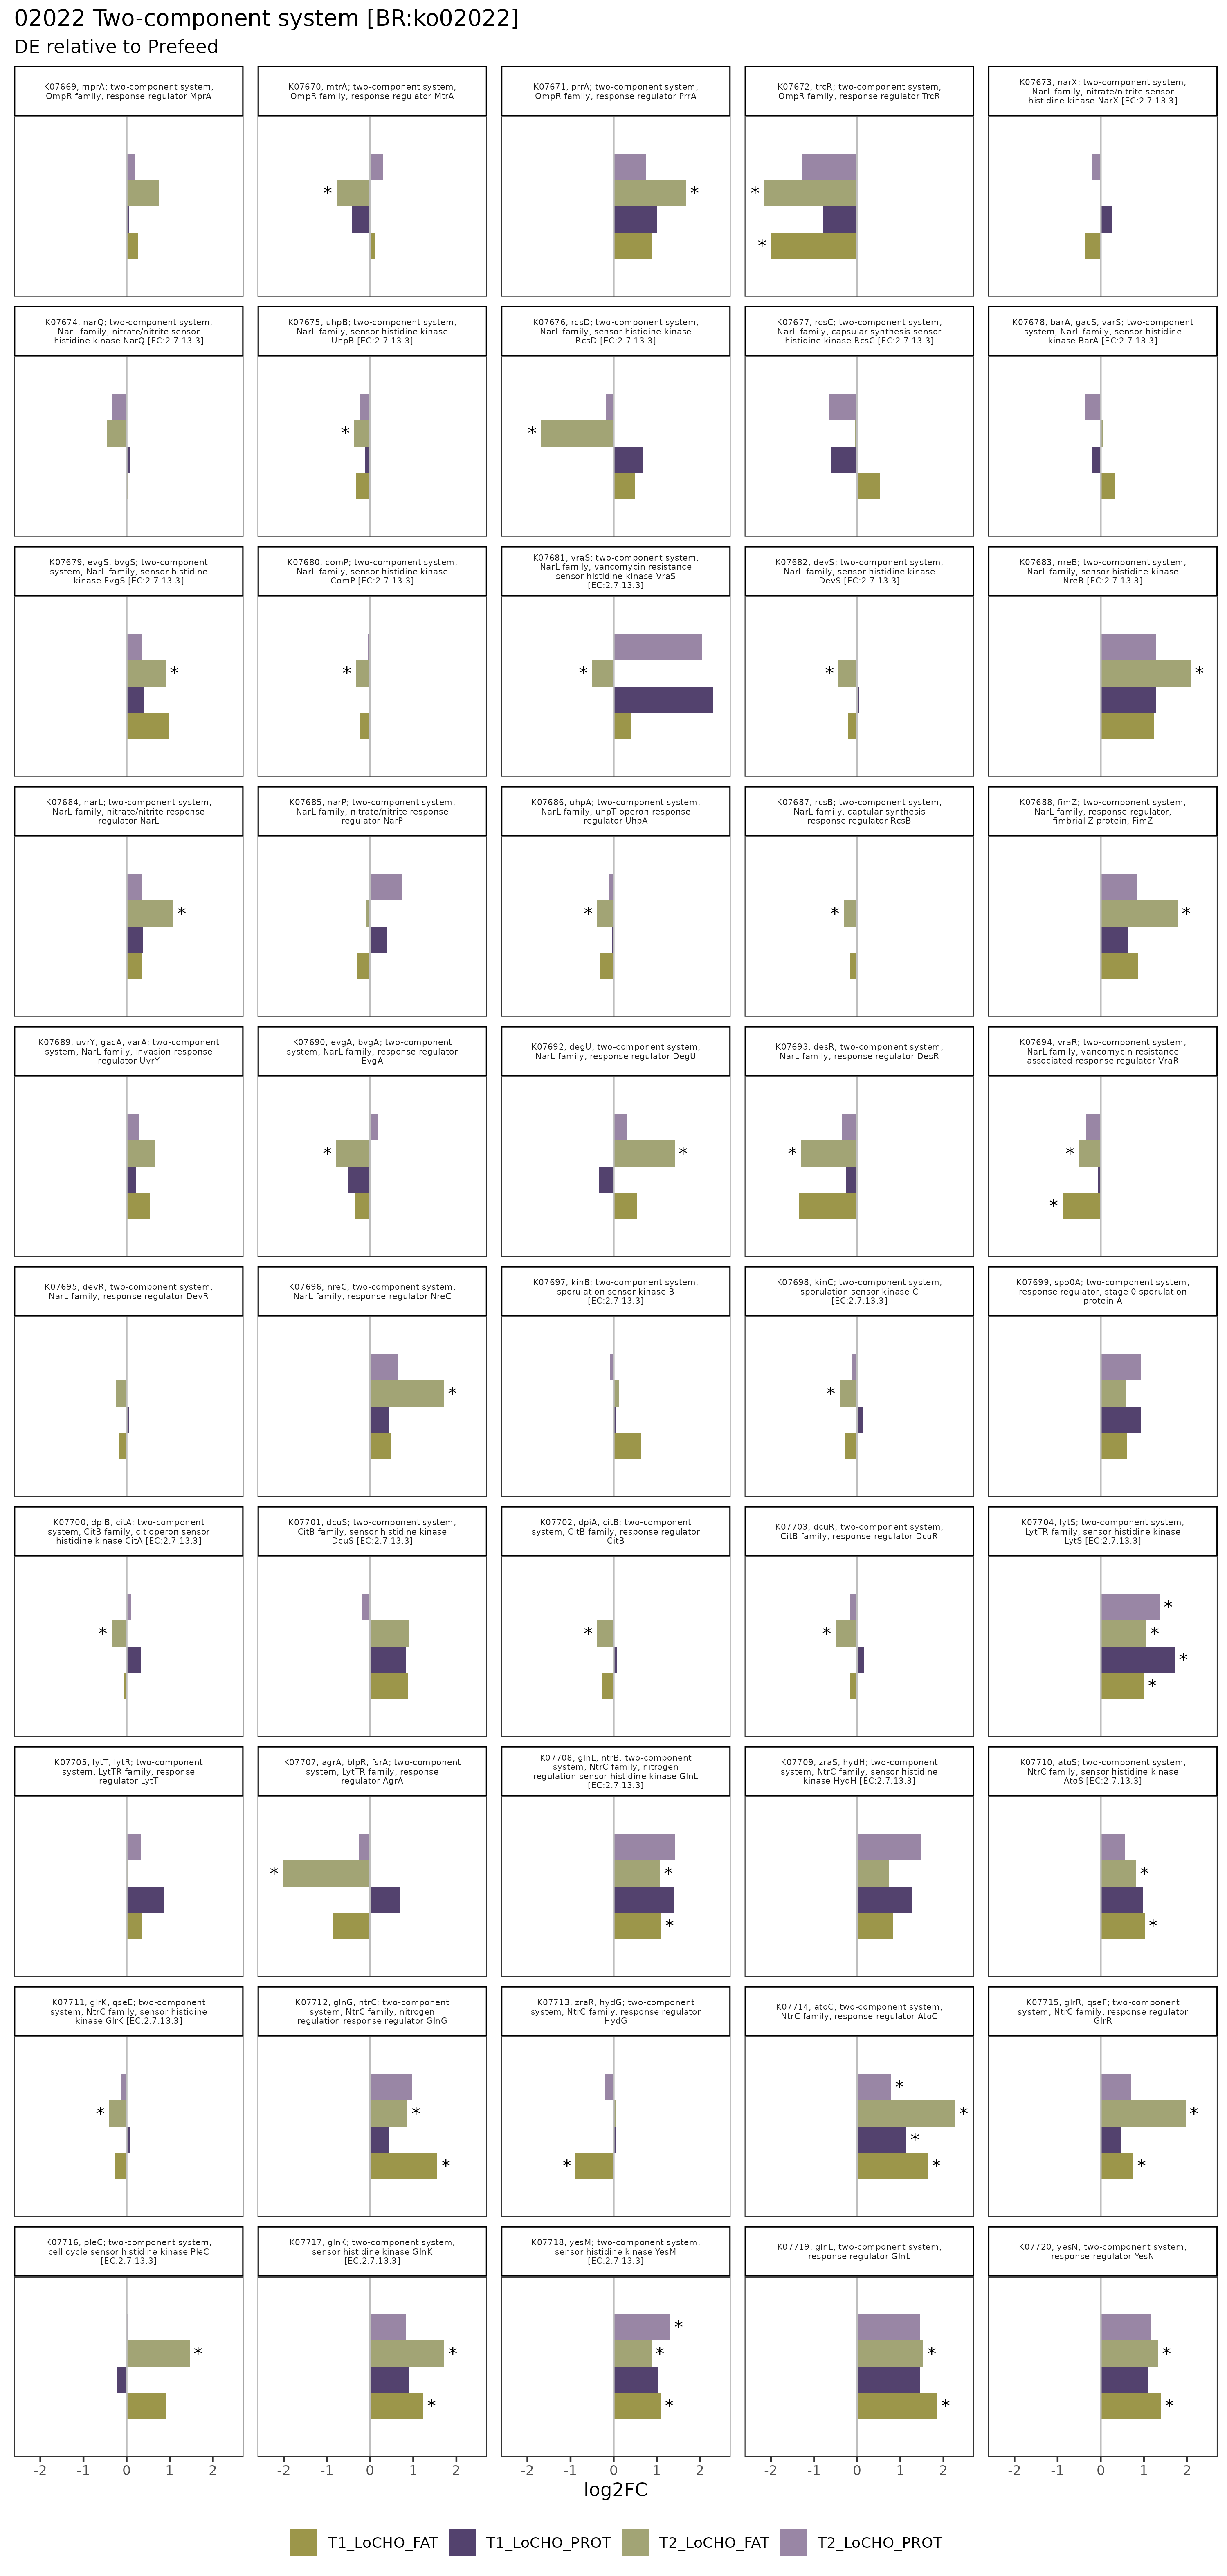 02022 Two-component system [BR:ko02022]
DE relative to Prefeed
K07669, mprA; two-component system,
OmpR family, response regulator MprA
K07670, mtrA; two-component system,
OmpR family, response regulator MtrA
K07671, prrA; two-component system,
OmpR family, response regulator PrrA
K07672, trcR; two-component system,
OmpR family, response regulator TrcR
K07673, narX; two-component system,
NarL family, nitrate/nitrite sensor
histidine kinase NarX [EC:2.7.13.3]
*
*
*
*
K07674, narQ; two-component system,
NarL family, nitrate/nitrite sensor
histidine kinase NarQ [EC:2.7.13.3]
K07675, uhpB; two-component system,
NarL family, sensor histidine kinase
UhpB [EC:2.7.13.3]
K07676, rcsD; two-component system,
NarL family, sensor histidine kinase
RcsD [EC:2.7.13.3]
K07677, rcsC; two-component system,
NarL family, capsular synthesis sensor
histidine kinase RcsC [EC:2.7.13.3]
K07678, barA, gacS, varS; two-component
system, NarL family, sensor histidine
kinase BarA [EC:2.7.13.3]
*
*
K07679, evgS, bvgS; two-component
system, NarL family, sensor histidine
kinase EvgS [EC:2.7.13.3]
K07680, comP; two-component system,
NarL family, sensor histidine kinase
ComP [EC:2.7.13.3]
K07681, vraS; two-component system,
NarL family, vancomycin resistance
sensor histidine kinase VraS
[EC:2.7.13.3]
K07682, devS; two-component system,
NarL family, sensor histidine kinase
DevS [EC:2.7.13.3]
K07683, nreB; two-component system,
NarL family, sensor histidine kinase
NreB [EC:2.7.13.3]
*
*
*
*
*
K07684, narL; two-component system,
NarL family, nitrate/nitrite response
regulator NarL
K07685, narP; two-component system,
NarL family, nitrate/nitrite response
regulator NarP
K07686, uhpA; two-component system,
NarL family, uhpT operon response
regulator UhpA
K07687, rcsB; two-component system,
NarL family, captular synthesis
response regulator RcsB
K07688, fimZ; two-component system,
NarL family, response regulator,
fimbrial Z protein, FimZ
*
*
*
*
K07689, uvrY, gacA, varA; two-component
system, NarL family, invasion response
regulator UvrY
K07690, evgA, bvgA; two-component
system, NarL family, response regulator
EvgA
K07692, degU; two-component system,
NarL family, response regulator DegU
K07693, desR; two-component system,
NarL family, response regulator DesR
K07694, vraR; two-component system,
NarL family, vancomycin resistance
associated response regulator VraR
*
*
*
*
*
K07695, devR; two-component system,
NarL family, response regulator DevR
K07696, nreC; two-component system,
NarL family, response regulator NreC
K07697, kinB; two-component system,
sporulation sensor kinase B
[EC:2.7.13.3]
K07698, kinC; two-component system,
sporulation sensor kinase C
[EC:2.7.13.3]
K07699, spo0A; two-component system,
response regulator, stage 0 sporulation
protein A
*
*
K07700, dpiB, citA; two-component
system, CitB family, cit operon sensor
histidine kinase CitA [EC:2.7.13.3]
K07701, dcuS; two-component system,
CitB family, sensor histidine kinase
DcuS [EC:2.7.13.3]
K07702, dpiA, citB; two-component
system, CitB family, response regulator
CitB
K07703, dcuR; two-component system,
CitB family, response regulator DcuR
K07704, lytS; two-component system,
LytTR family, sensor histidine kinase
LytS [EC:2.7.13.3]
*
*
*
*
*
*
*
K07705, lytT, lytR; two-component
system, LytTR family, response
regulator LytT
K07707, agrA, blpR, fsrA; two-component
system, LytTR family, response
regulator AgrA
K07708, glnL, ntrB; two-component
system, NtrC family, nitrogen
regulation sensor histidine kinase GlnL
[EC:2.7.13.3]
K07709, zraS, hydH; two-component
system, NtrC family, sensor histidine
kinase HydH [EC:2.7.13.3]
K07710, atoS; two-component system,
NtrC family, sensor histidine kinase
AtoS [EC:2.7.13.3]
*
*
*
*
*
K07711, glrK, qseE; two-component
system, NtrC family, sensor histidine
kinase GlrK [EC:2.7.13.3]
K07712, glnG, ntrC; two-component
system, NtrC family, nitrogen
regulation response regulator GlnG
K07713, zraR, hydG; two-component
system, NtrC family, response regulator
HydG
K07714, atoC; two-component system,
NtrC family, response regulator AtoC
K07715, glrR, qseF; two-component
system, NtrC family, response regulator
GlrR
*
*
*
*
*
*
*
*
*
*
K07716, pleC; two-component system,
cell cycle sensor histidine kinase PleC
[EC:2.7.13.3]
K07717, glnK; two-component system,
sensor histidine kinase GlnK
[EC:2.7.13.3]
K07718, yesM; two-component system,
sensor histidine kinase YesM
[EC:2.7.13.3]
K07719, glnL; two-component system,
response regulator GlnL
K07720, yesN; two-component system,
response regulator YesN
*
*
*
*
*
*
*
*
*
*
-2 -1 0 1 2
-2 -1 0 1 2
-2 -1 0 1 2
-2 -1 0 1 2
-2 -1 0 1 2
log2FC
T1_LoCHO_FAT
T1_LoCHO_PROT
T2_LoCHO_FAT
T2_LoCHO_PROT